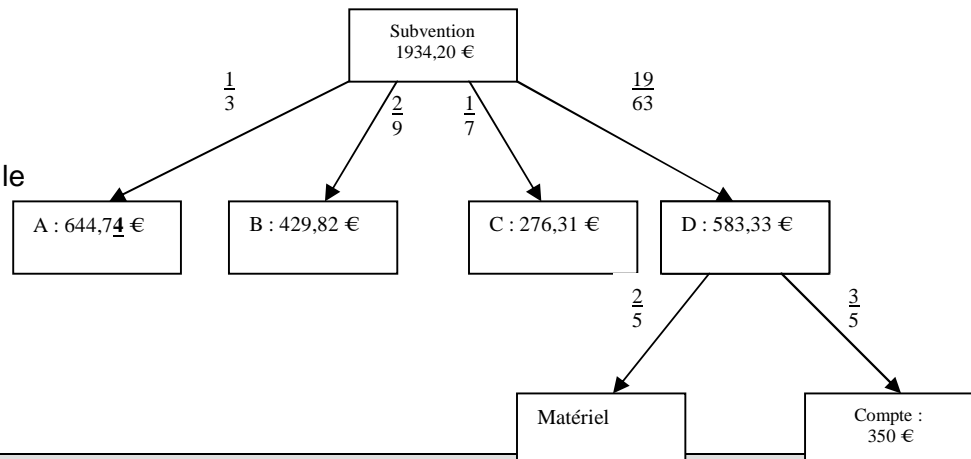 Subvention
1934,20 €
1
3
2
9
1
7
19
63
le
A : 644,74 €
B : 429,82 €
C : 276,31 €
D : 583,33 €
2
5
3
5
Matériel
Compte :
350 €